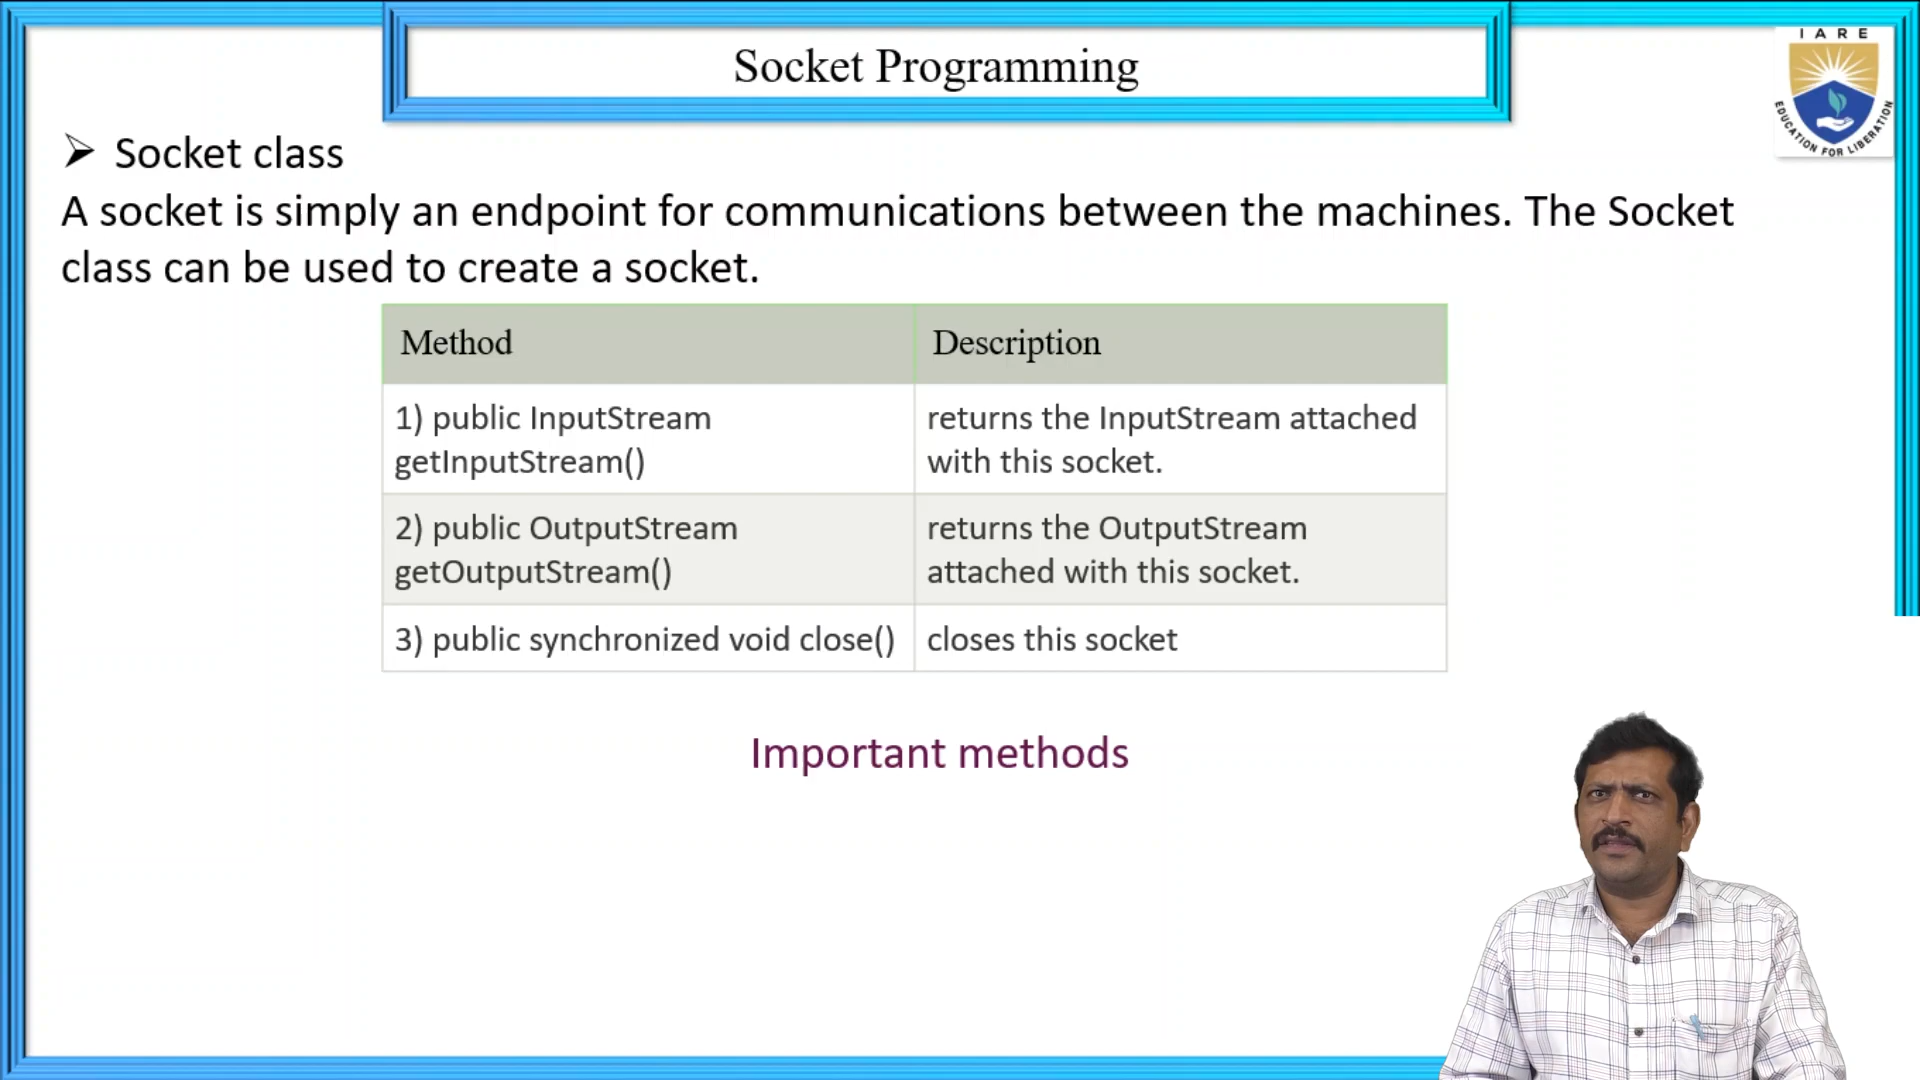 Socket Programming
I A R E
EDUCATION FOR LIBERATION
➢ Socket class
A socket is simply an endpoint for communications between the machines. The Socket
class can be used to create a socket.
Method Description
1) public InputStream returns the InputStream attached
getInputStream() with this socket.
2) public OutputStream returns the OutputStream
getOutputStream() attached with this socket.
3) public synchronized void close() closes this socket
Important methods